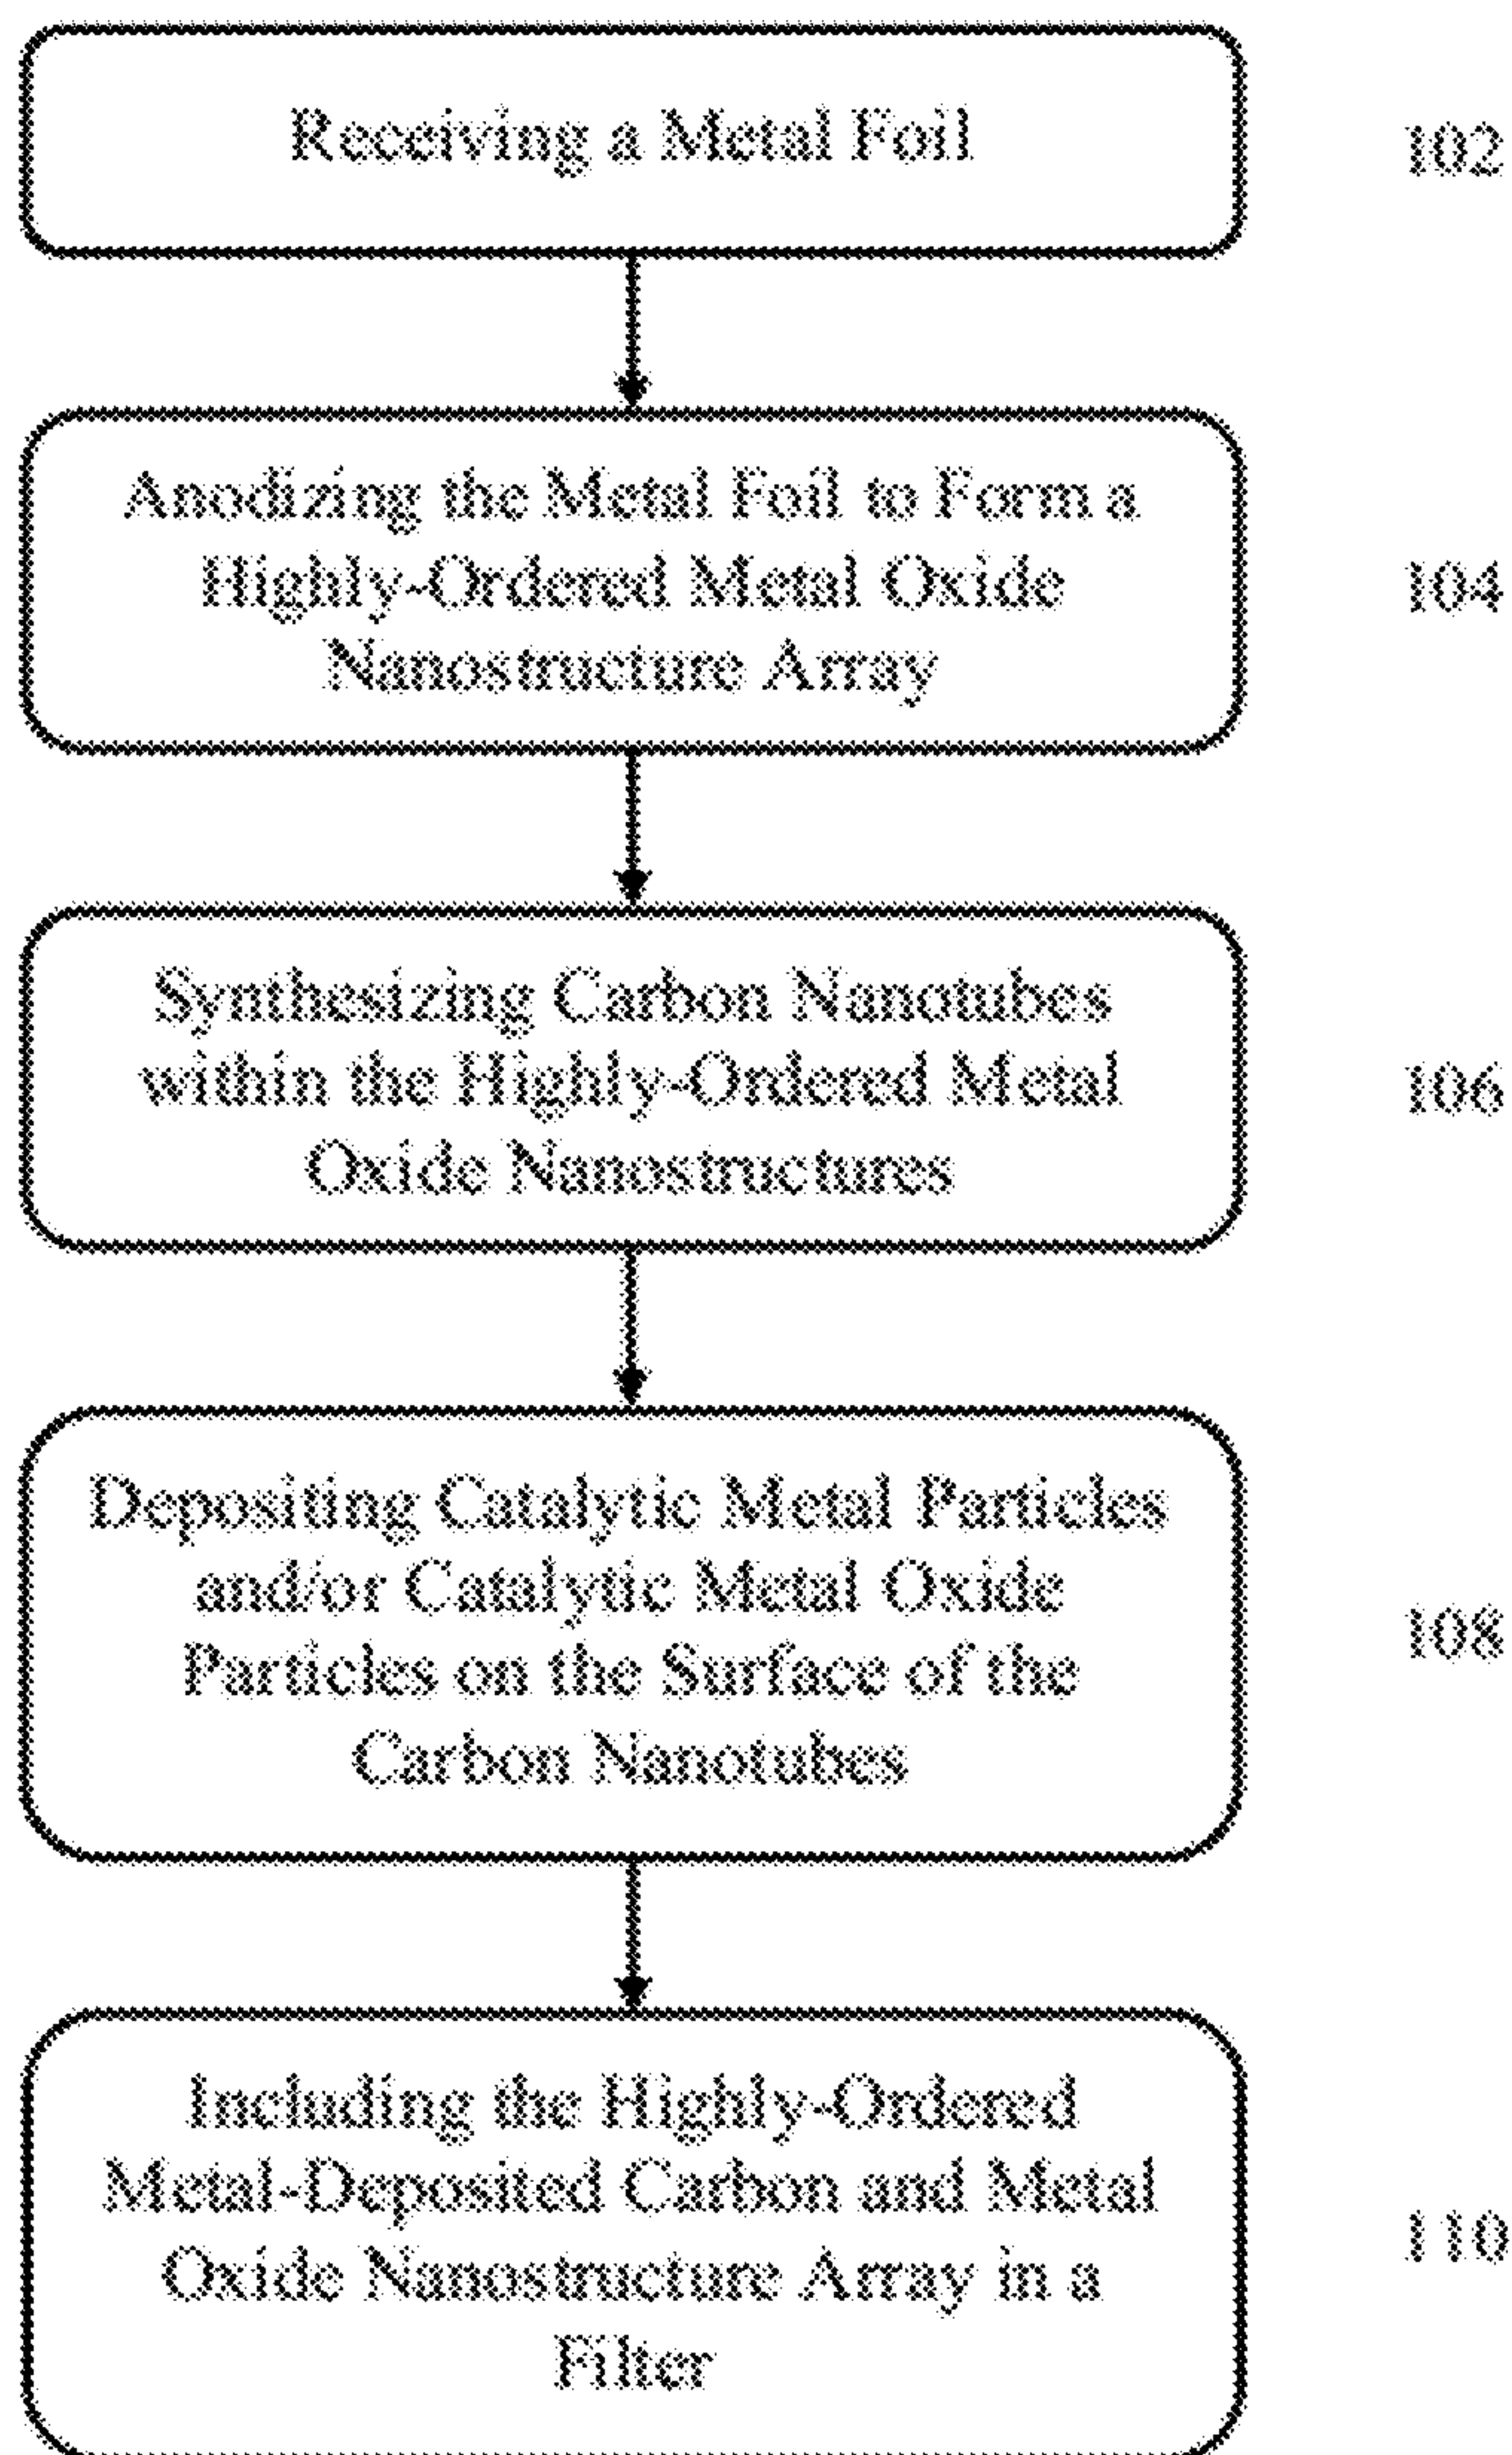 Receiving a Metal Foil
102
Anodizing the Metal Foil to Form a
Highly-Ordered Metal Oxide
Nanostructure Array
104
Synthesizing Carbon Nanotubes
within the Highly-Ordered Metal
Oxide Nanostructures
106
Depositing Catalytic Metal Particles
and/or Catalytic Metal Oxide
Particles on the Surface of the
Carbon Nanotubes
108
Including the Highly-Ordered
Metal-Deposited Carbon and Metal
Oxide Nanostructure Array in a
Filter
110